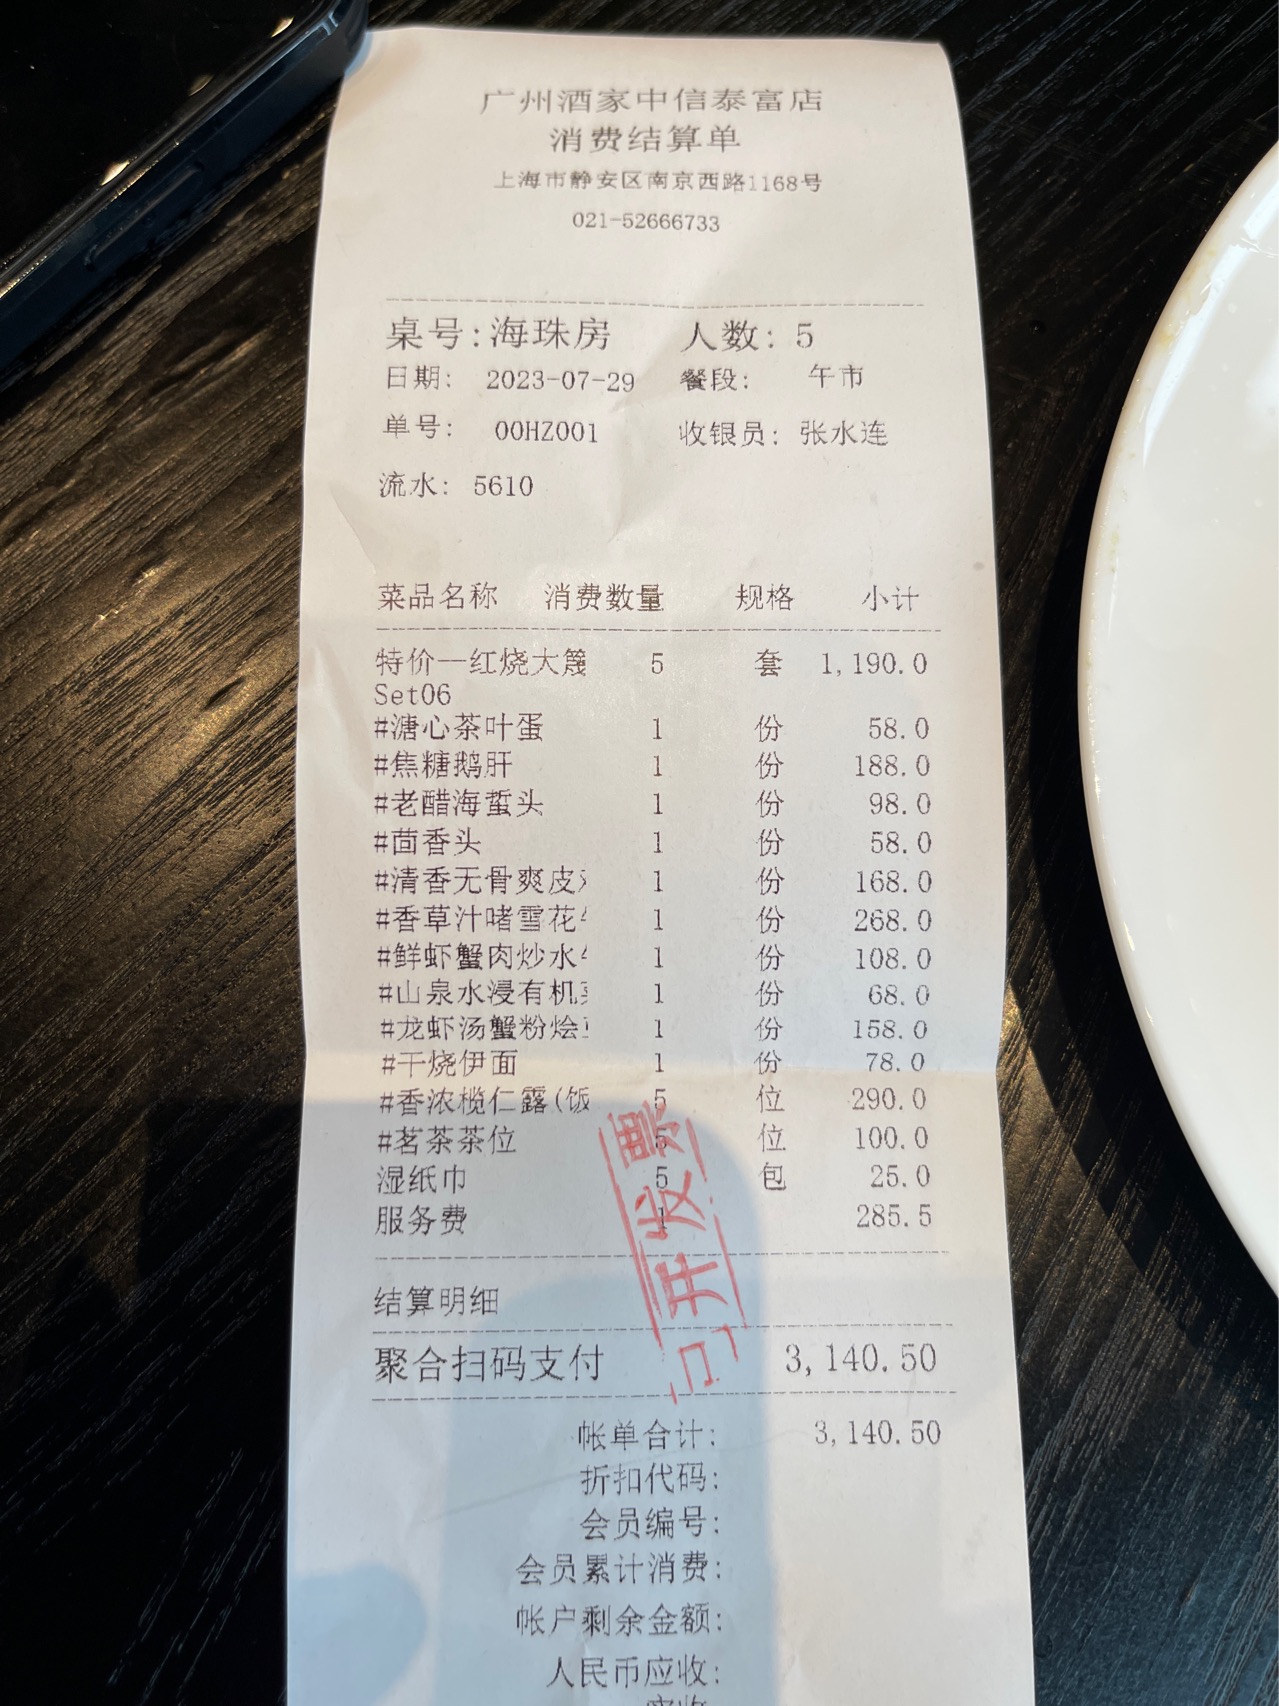 广州酒家中信泰富店
消费结算单
上海市静安区南京西路1168号
021-52666733
桌号:海珠房 人数: 5
日期: 2023-07-29 餐段: 午市
单号: 00HZ001 收银员: 张水连
流水: 5610
菜品名称 消费数量 规格 小计
特价—红烧大篾 5 套 1,190.0
Set06
#溏心茶叶蛋 1 份 58.0
#焦糖鹅肝 1 份 188.0
#老醋海蜇头 1 份 98.0
#茴香头 1 份 58.0
#清香无骨爽皮 1 份 168.0
#香草汁啫雪花 1 份 268.0
#鲜虾蟹肉炒水 1 份 108.0
#山泉水浸有机 1 份 68.0
#龙虾汤蟹粉烩 1 份 158.0
#干烧伊面 1 份 78.0
#香浓榄仁露(饭 5 位 290.0
#茗茶茶位 5 位 100.0
湿纸巾 5 包 25.0
服务费 1 285.5
已开发票
结算明细
聚合扫码支付 3,140.50
帐单合计: 3,140.50
折扣代码:
会员编号:
会员累计消费:
帐户剩余金额:
人民币应收: